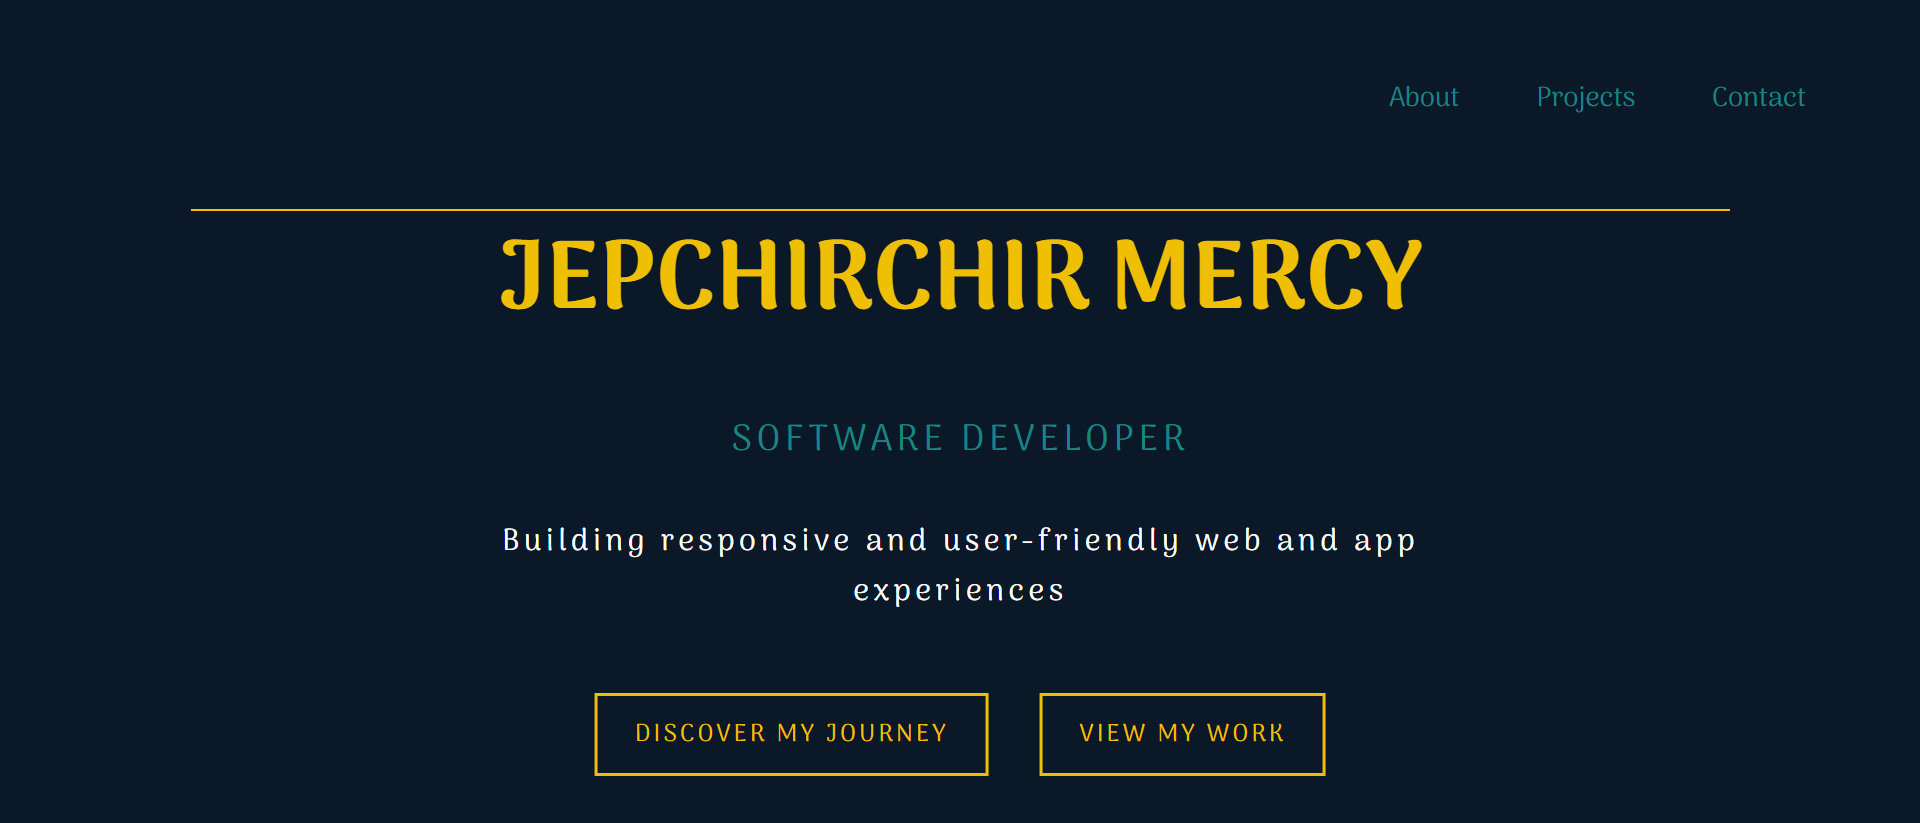 About Projects Contact
JEPCHIRCHIR MERCY
SOFTWARE DEVELOPER
Building responsive and user-friendly web and app
experiences
DISCOVER MY JOURNEY VIEW MY WORK